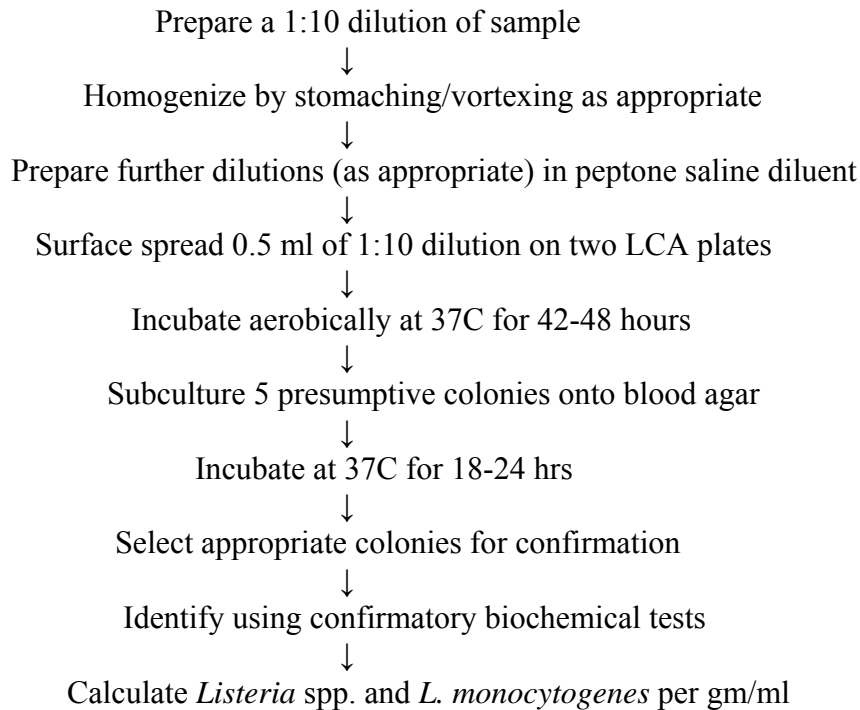 Prepare a 1:10 dilution of sample
↓
Homogenize by stomaching/vortexing as appropriate
↓
Prepare further dilutions (as appropriate) in peptone saline diluent
↓
Surface spread 0.5 ml of 1:10 dilution on two LCA plates
↓
Incubate aerobically at 37C for 42-48 hours
↓
Subculture 5 presumptive colonies onto blood agar
↓
Incubate at 37C for 18-24 hrs
↓
Select appropriate colonies for confirmation
↓
Identify using confirmatory biochemical tests
↓
Calculate Listeria spp. and L. monocytogenes per gm/ml